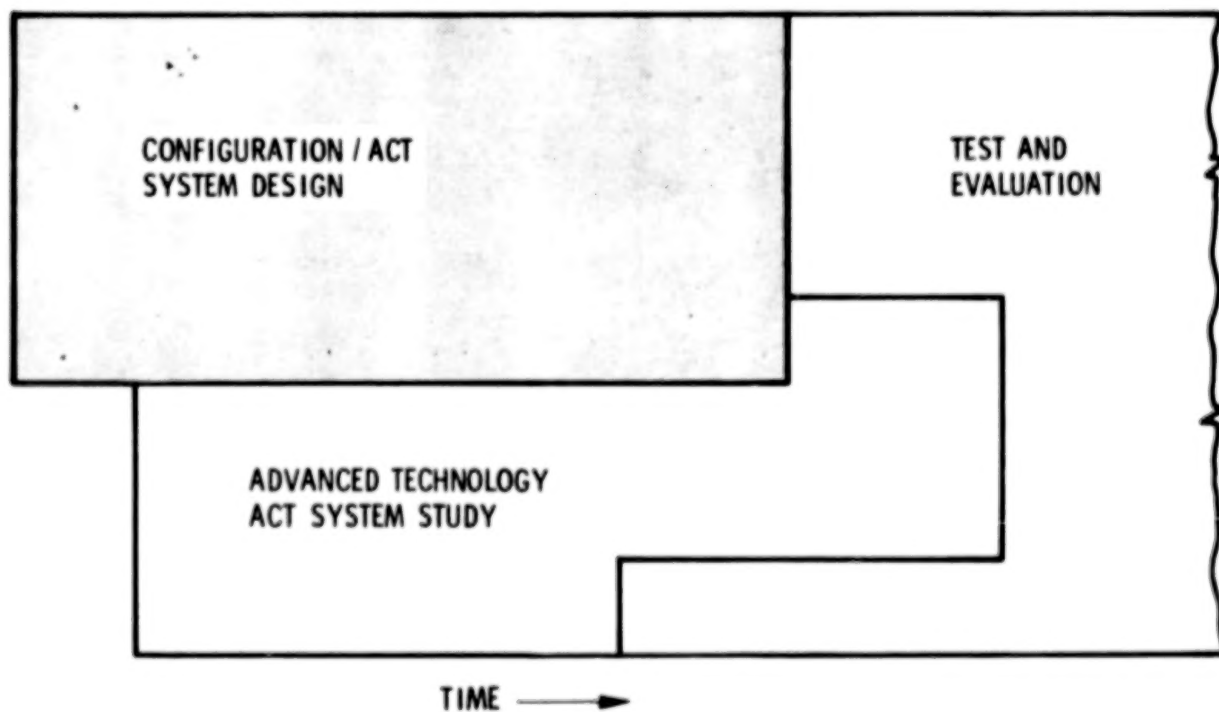 CONFIGURATION / ACT
SYSTEM DESIGN
TEST AND
EVALUATION
ADVANCED TECHNOLOGY
ACT SYSTEM STUDY
TIME